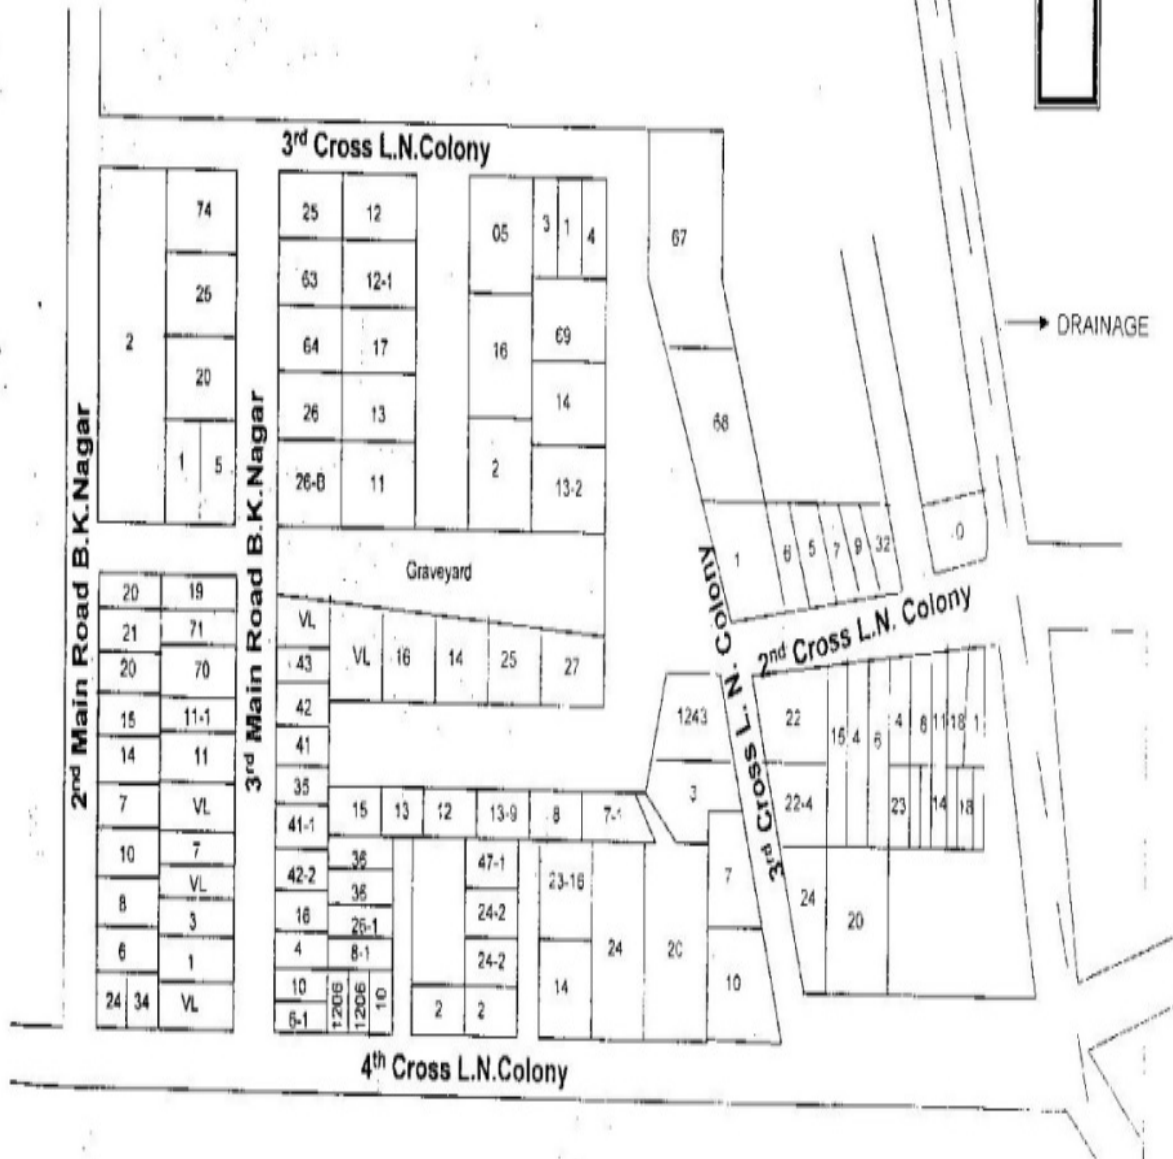 3rd Cross L.N.Colony
74
25
20
2
1 5
25 12
63 12-1
64 17
26 13
26-B 11
05 3 1 4
16 69
14
2 13-2
67
68
DRAINAGE
2nd Main Road B.K.Nagar
3rd Main Road B.K.Nagar
Graveyard
1 6 5 7 9 32
3rd Cross L. N. Colony
2nd Cross L.N. Colony
20 19
21 71
20 70
15 11-1
14 11
7 VL
10 7
VL
8 3
6 1
24 34 VL
VL
43
42
41
35
41-1
42-2
16
4
10
6-1
VL 16 14 25 27
15 13 12 13-9 8 7-1
36
36
26-1
8-1
1206 1206 10
47-1
24-2
24-2
2 2
23-16
14
24
20
1243
3
7
10
22 15 4 6 4 8 11 18 1
22-4 23 14 18
24 20
4th Cross L.N.Colony